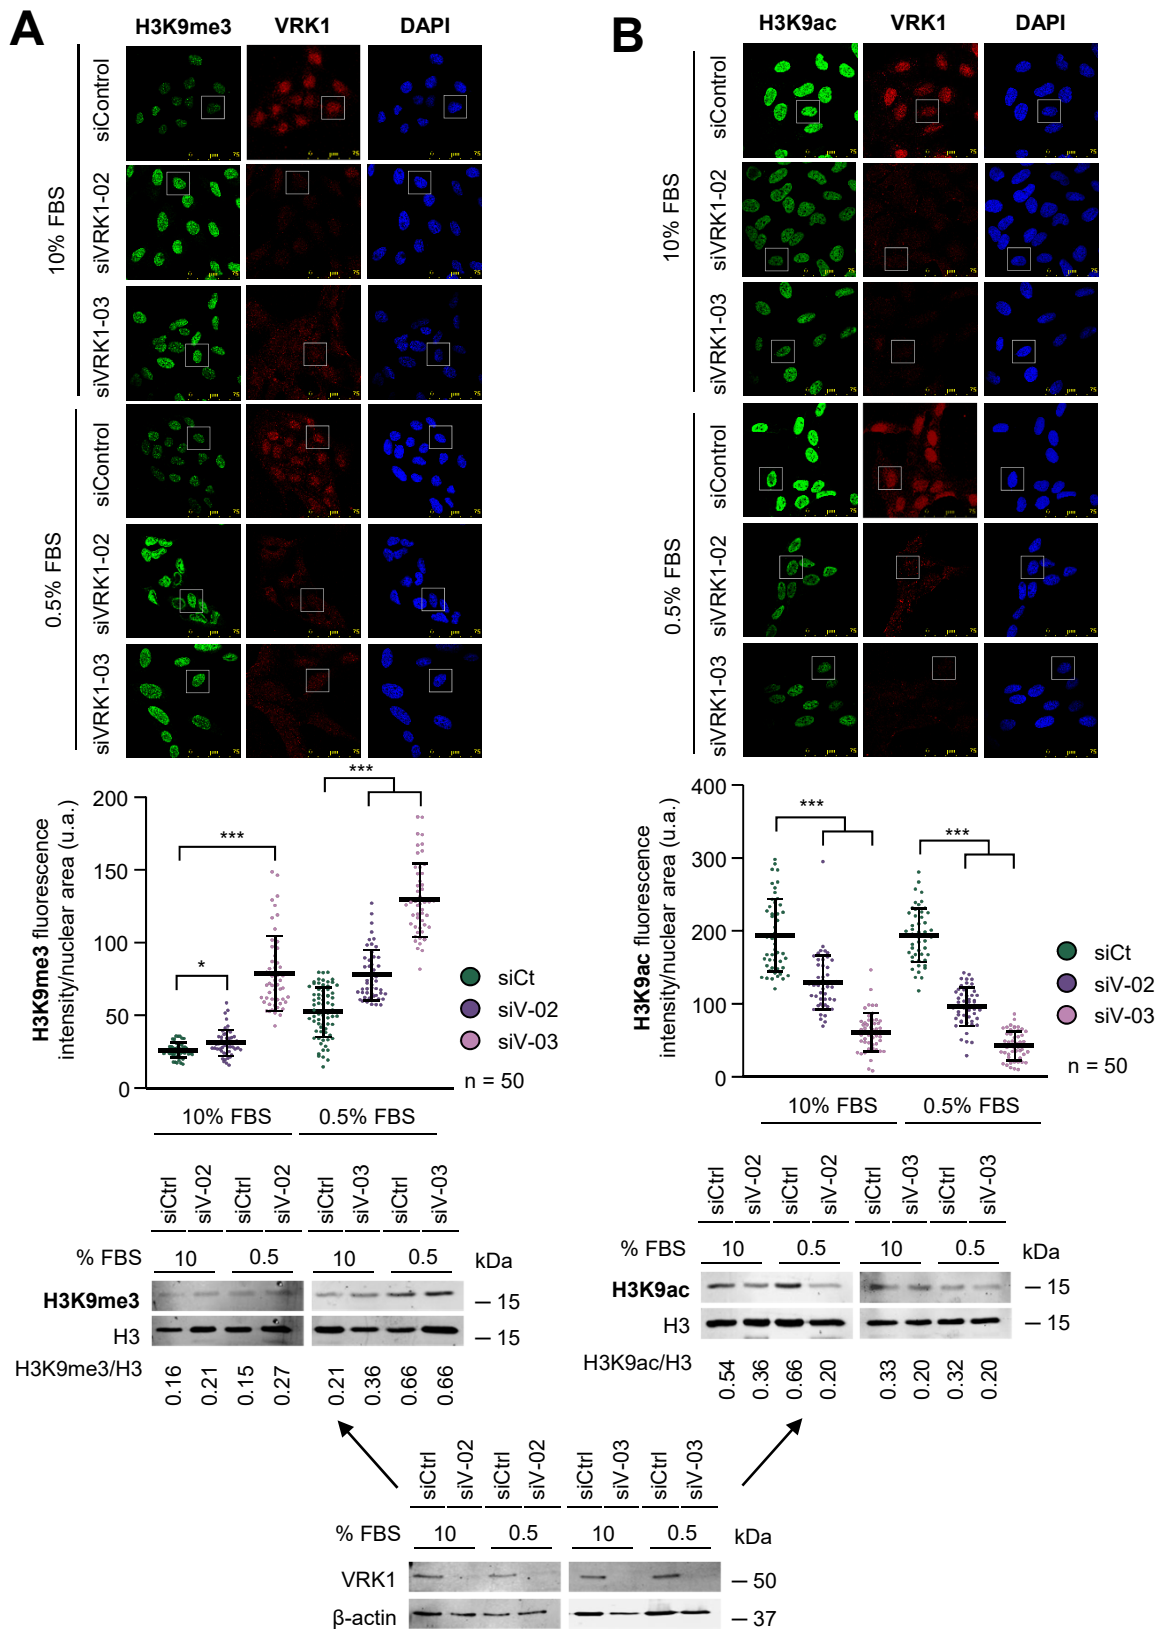 A
H3K9me3 VRK1 DAPI
10% FBS
siControl
siVRK1-02
siVRK1-03
0.5% FBS
siControl
siVRK1-02
siVRK1-03
B
H3K9ac VRK1 DAPI
10% FBS
siControl
siVRK1-02
siVRK1-03
0.5% FBS
siControl
siVRK1-02
siVRK1-03
H3K9me3 fluorescence
intensity/nuclear area (u.a.)
200
150
100
50
0
*
***
***
siCt
siV-02
siV-03
n = 50
10% FBS 0.5% FBS
H3K9ac fluorescence
intensity/nuclear area (u.a.)
400
300
200
100
0
***
***
siCt
siV-02
siV-03
n = 50
10% FBS 0.5% FBS
siCtrl siV-02 siCtrl siV-02 siCtrl siV-03 siCtrl siV-03
% FBS 10 0.5 10 0.5 kDa
H3K9me3 — 15
H3 — 15
H3K9me3/H3 0.16 0.21 0.15 0.27 0.21 0.36 0.66 0.66
siCtrl siV-02 siCtrl siV-02 siCtrl siV-03 siCtrl siV-03
% FBS 10 0.5 10 0.5 kDa
H3K9ac — 15
H3 — 15
H3K9ac/H3 0.54 0.36 0.66 0.20 0.33 0.20 0.32 0.20
siCtrl siV-02 siCtrl siV-02 siCtrl siV-03 siCtrl siV-03
% FBS 10 0.5 10 0.5 kDa
VRK1 — 50
β-actin — 37